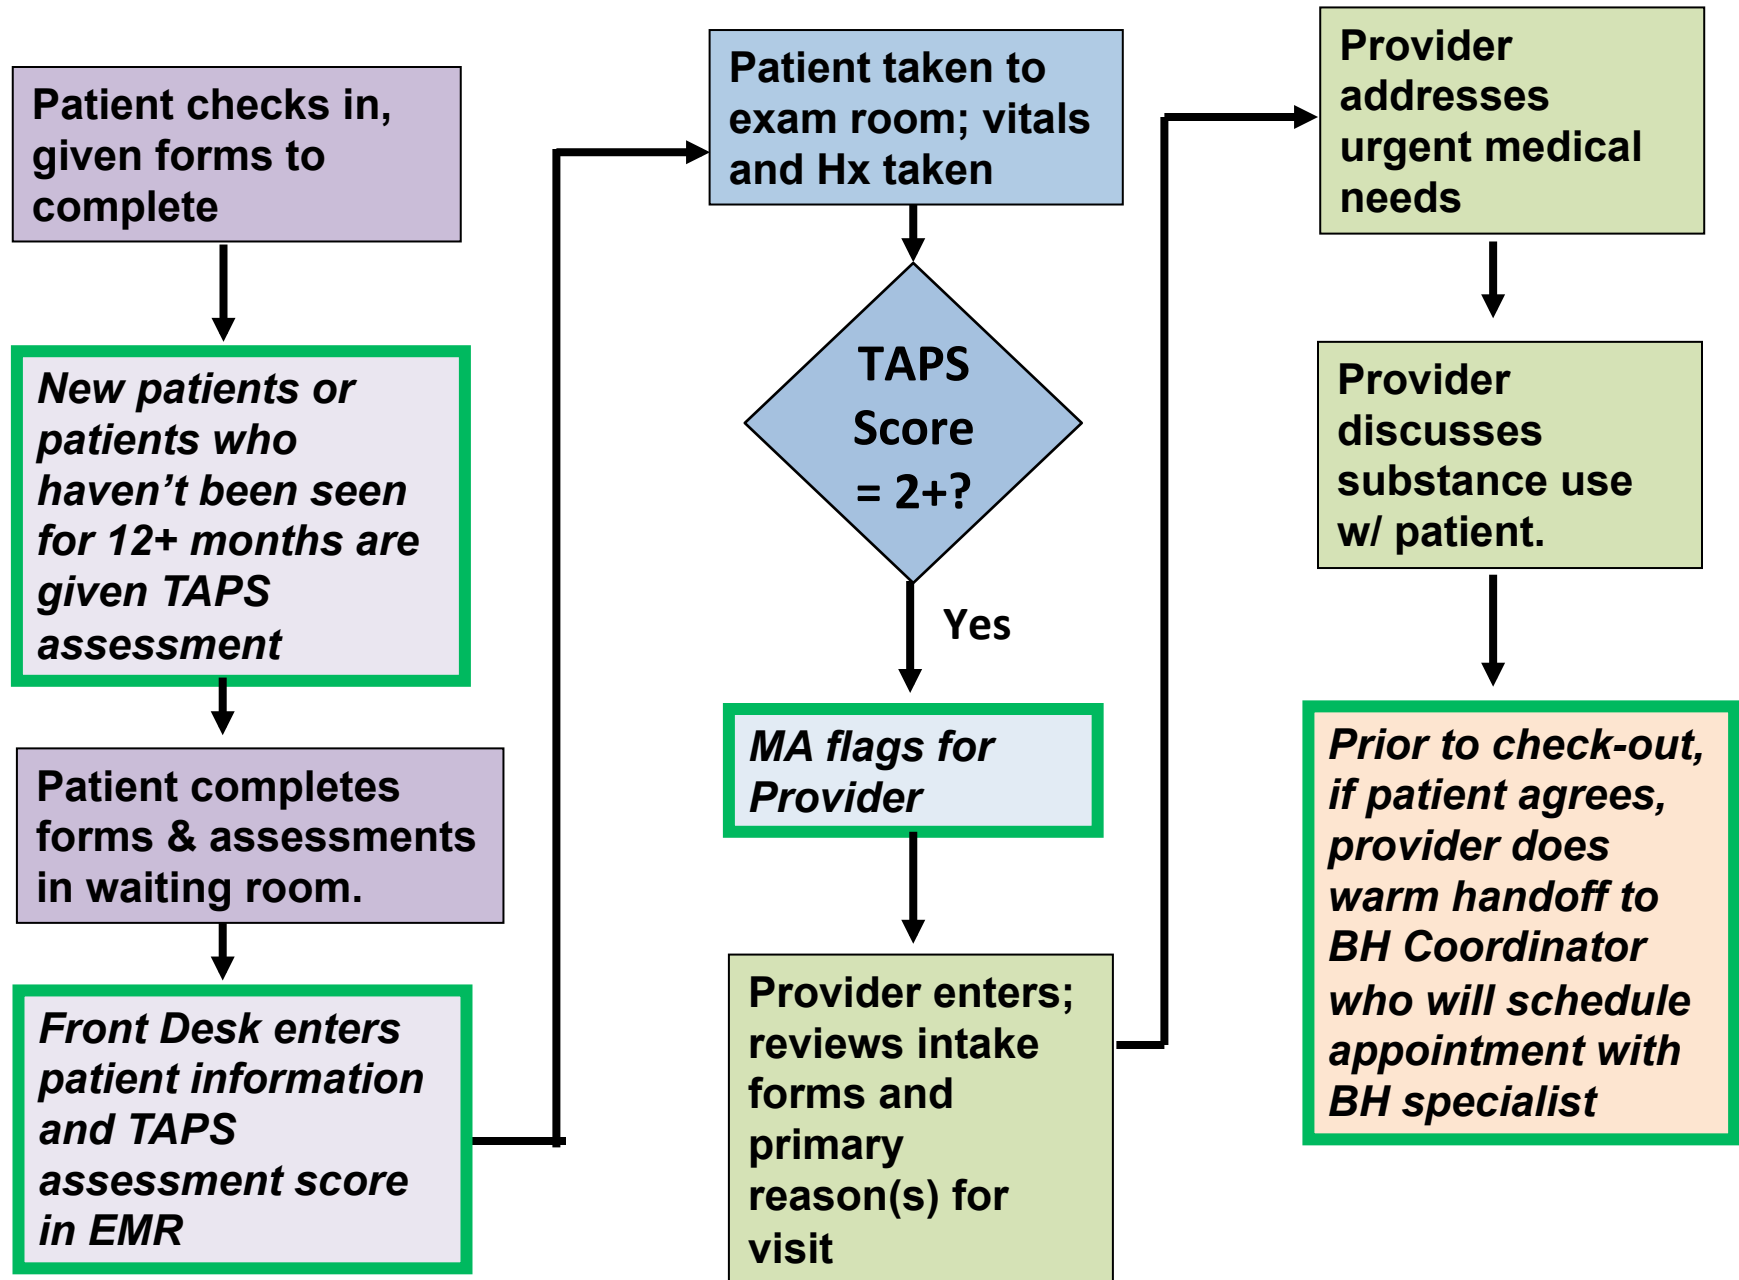 Patient checks in,
given forms to
complete
New patients or
patients who
haven’t been seen
for 12+ months are
given TAPS
assessment
Patient completes
forms & assessments
in waiting room.
Front Desk enters
patient information
and TAPS
assessment score
in EMR
Patient taken to
exam room; vitals
and Hx taken
TAPS
Score
= 2+?
Yes
MA flags for
Provider
Provider enters;
reviews intake
forms and
primary
reason(s) for
visit
Provider
addresses
urgent medical
needs
Provider
discusses
substance use
w/ patient.
Prior to check-out,
if patient agrees,
provider does
warm handoff to
BH Coordinator
who will schedule
appointment with
BH specialist